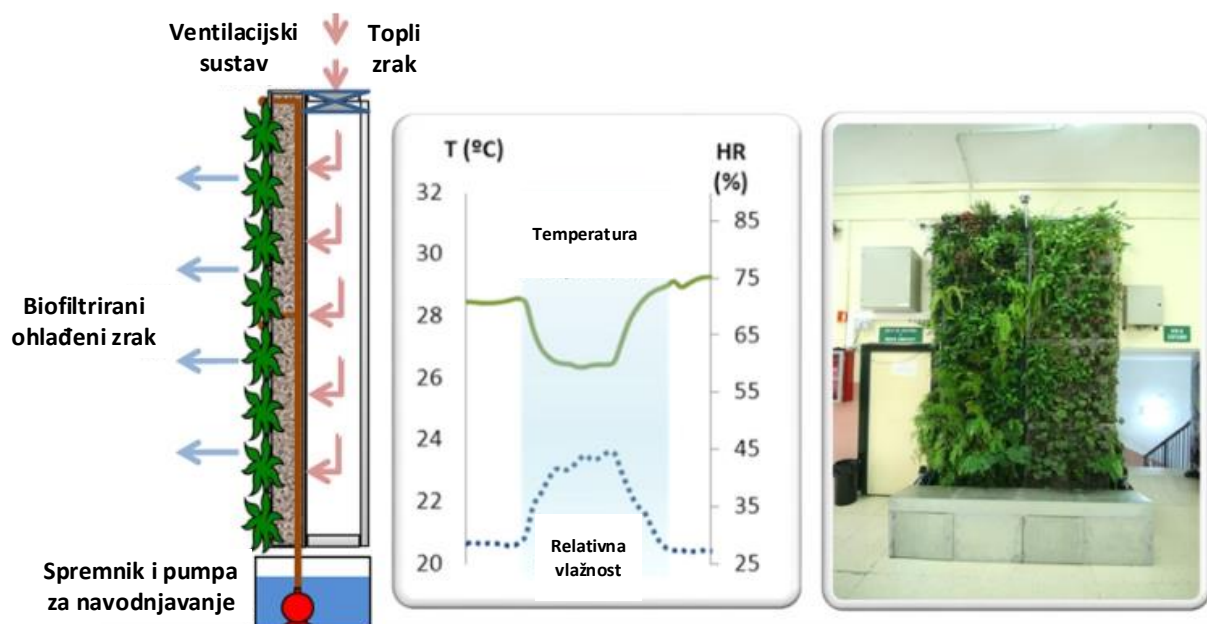 Ventilacijski
sustav
Topli
zrak
Biofiltrirani
ohlađeni zrak
Spremnik i pumpa
za navodnjavanje
T (ºC)
32
30
28
26
24
22
20
HR
(%)
85
75
65
55
45
35
25
Temperatura
Relativna
vlažnost